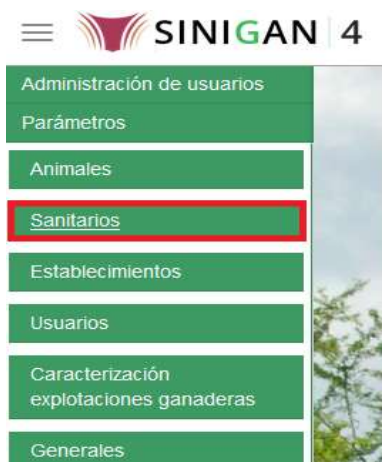 SINIGAN 4
Administración de usuarios
Parámetros
Animales
Sanitarios
Establecimientos
Usuarios
Caracterización
explotaciones ganaderas
Generales